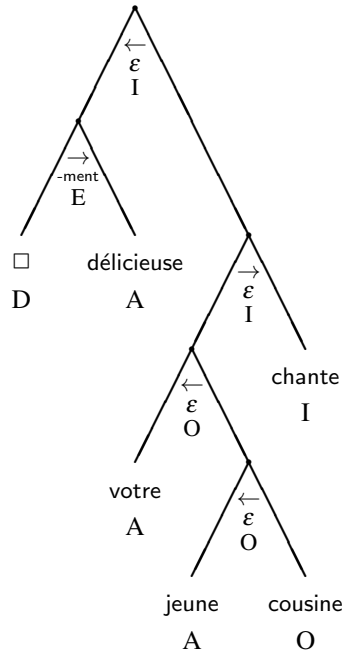 ←
ε
I
→
-ment
E
□ délicieuse
D A
→
ε
I
←
ε
O
chante
I
votre
A
←
ε
O
jeune cousine
A O